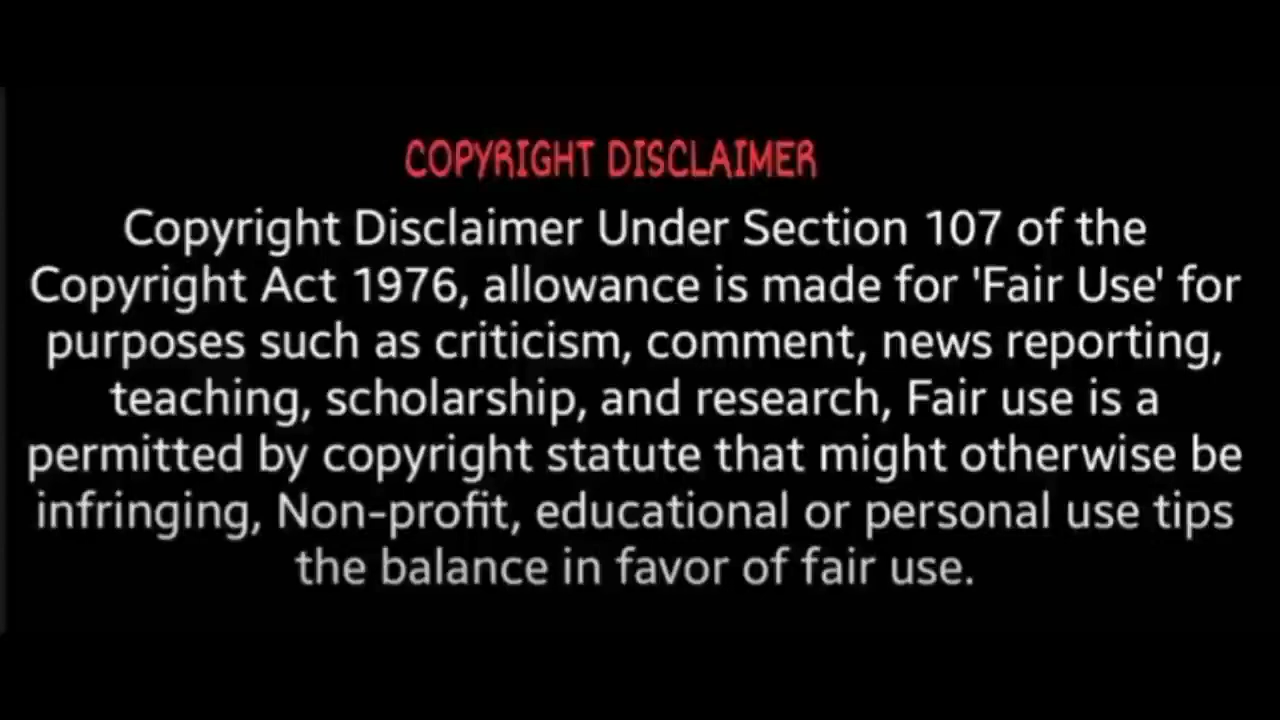 COPYRIGHT DISCLAIMER
Copyright Disclaimer Under Section 107 of the
Copyright Act 1976, allowance is made for 'Fair Use' for
purposes such as criticism, comment, news reporting,
teaching, scholarship, and research, Fair use is a
permitted by copyright statute that might otherwise be
infringing, Non-profit, educational or personal use tips
the balance in favor of fair use.